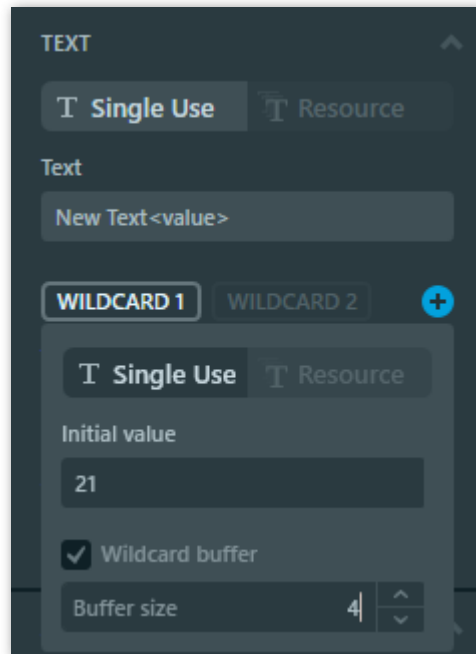 TEXT
T Single Use T Resource
Text
New Text<value>
WILDCARD 1 WILDCARD 2
T Single Use T Resource
Initial value
21
Wildcard buffer
Buffer size 4